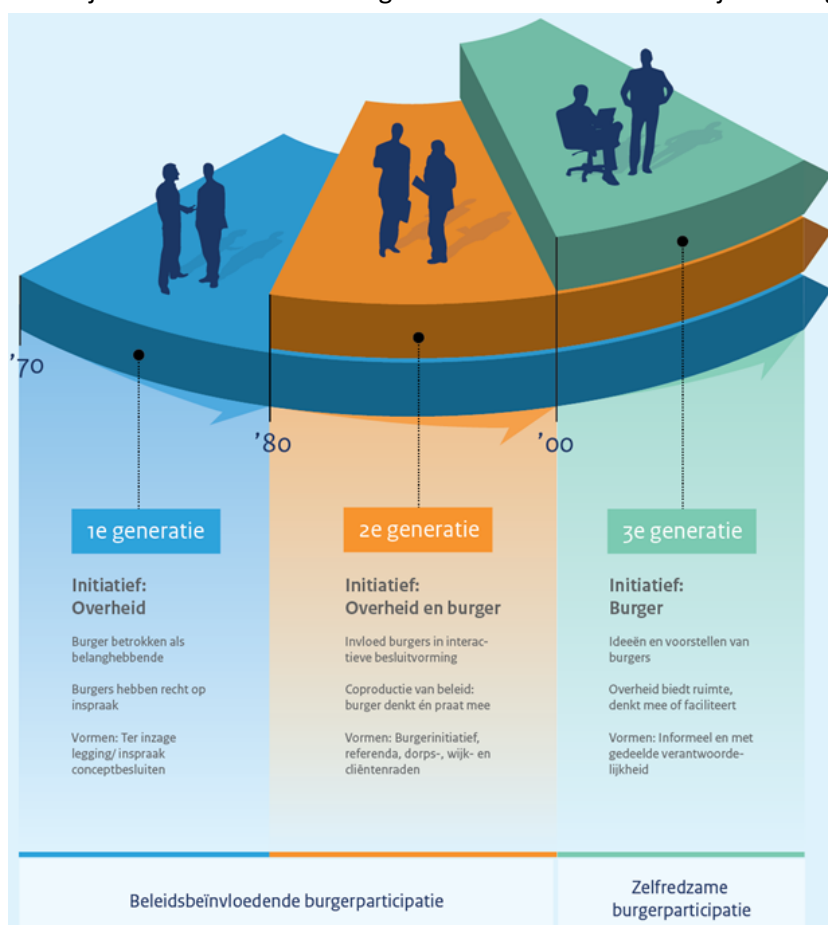 '70
'80
'00
1e generatie
Initiatief:
Overheid
Burger betrokken als
belanghebbende
Burgers hebben recht op
inspraak
Vormen: Ter inzage
legging/ inspraak
conceptbesluiten
2e generatie
Initiatief:
Overheid en burger
Invloed burgers in interac-
tieve besluitvorming
Coproductie van beleid:
burger denkt én praat mee
Vormen: Burgerinitiatief,
referenda, dorps-, wijk- en
cliëntenraden
3e generatie
Initiatief:
Burger
Ideeën en voorstellen van
burgers
Overheid biedt ruimte,
denkt mee of faciliteert
Vormen: Informeel en met
gedeelde verantwoorde-
lijkheid
Beleidsbeïnvloedende burgerparticipatie
Zelfredzame
burgerparticipatie